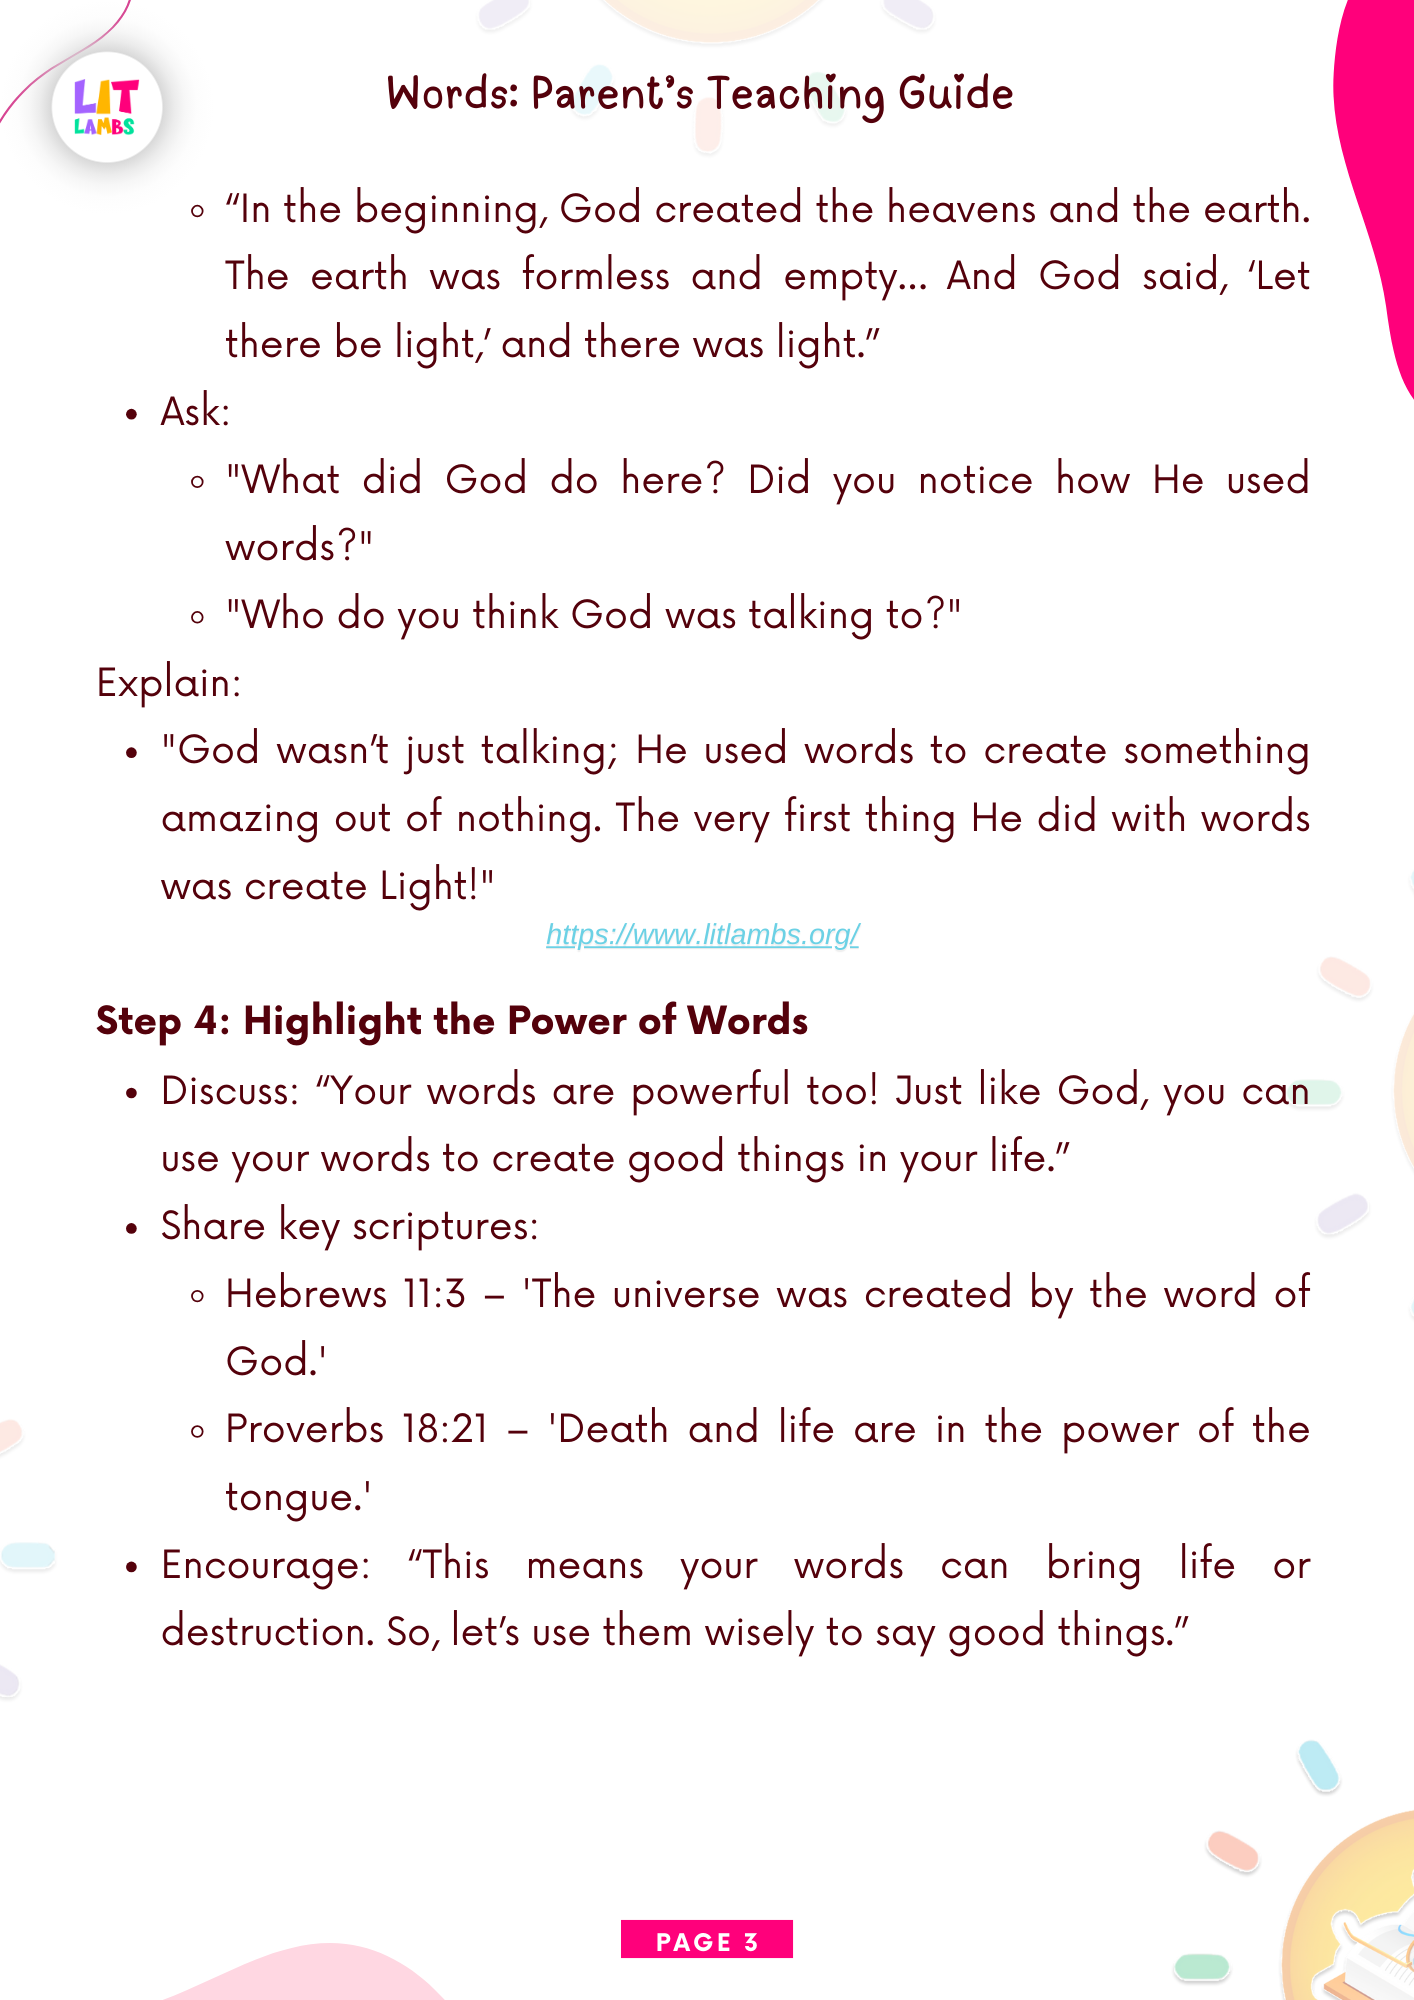 LIT
LAMBS
Words: Parent’s Teaching Guide
“In the beginning, God created the heavens and the earth.
The earth was formless and empty... And God said, ‘Let
there be light,’ and there was light.”
Ask:
"What did God do here? Did you notice how He used
words?"
"Who do you think God was talking to?"
Explain:
"God wasn’t just talking; He used words to create something
amazing out of nothing. The very first thing He did with words
was create Light!"
https://www.litlambs.org/
Step 4: Highlight the Power of Words
Discuss: “Your words are powerful too! Just like God, you can
use your words to create good things in your life.”
Share key scriptures:
Hebrews 11:3 – 'The universe was created by the word of
God.'
Proverbs 18:21 – 'Death and life are in the power of the
tongue.'
Encourage: “This means your words can bring life or
destruction. So, let’s use them wisely to say good things.”
PAGE 3